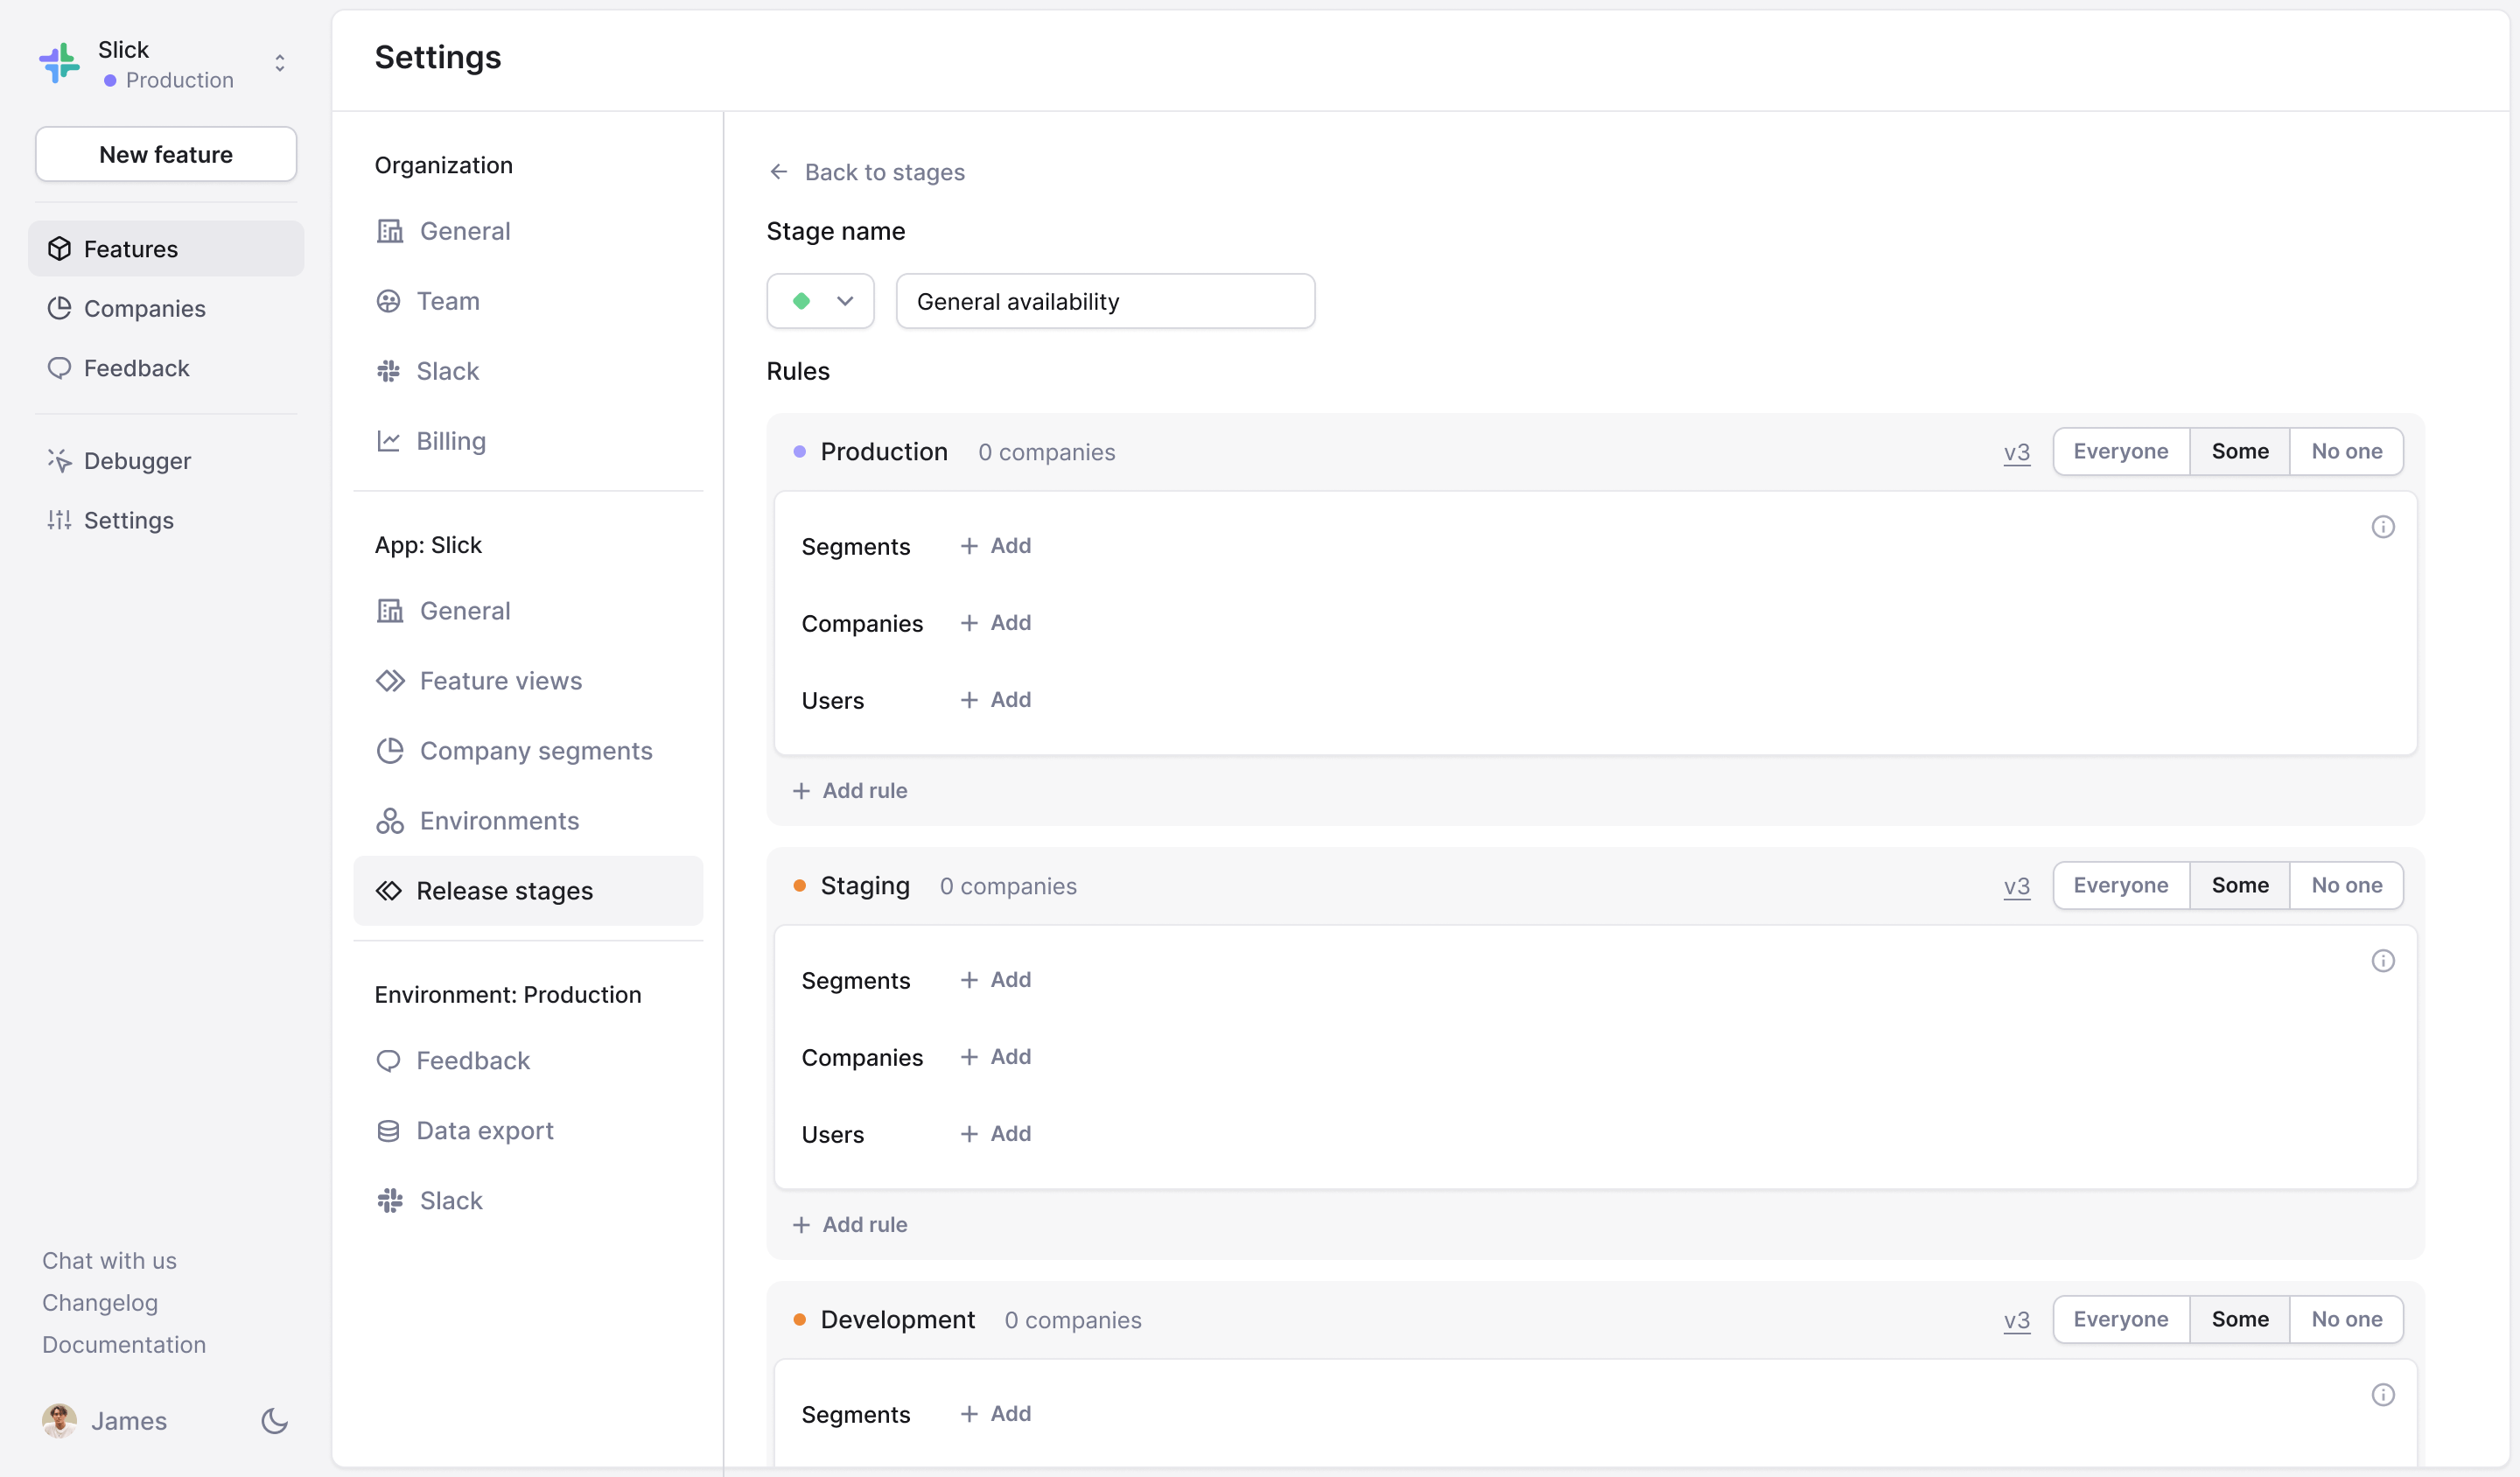 Slick
Production
New feature
Features
Companies
Feedback
Debugger
Settings
Chat with us
Changelog
Documentation
James
Settings
Organization
General
Team
Slack
Billing
App: Slick
General
Feature views
Company segments
Environments
Release stages
Environment: Production
Feedback
Data export
Slack
Back to stages
Stage name
General availability
Rules
Production 0 companies v3 Everyone Some No one
Segments + Add
Companies + Add
Users + Add
+ Add rule
Staging 0 companies v3 Everyone Some No one
Segments + Add
Companies + Add
Users + Add
+ Add rule
Development 0 companies v3 Everyone Some No one
Segments + Add